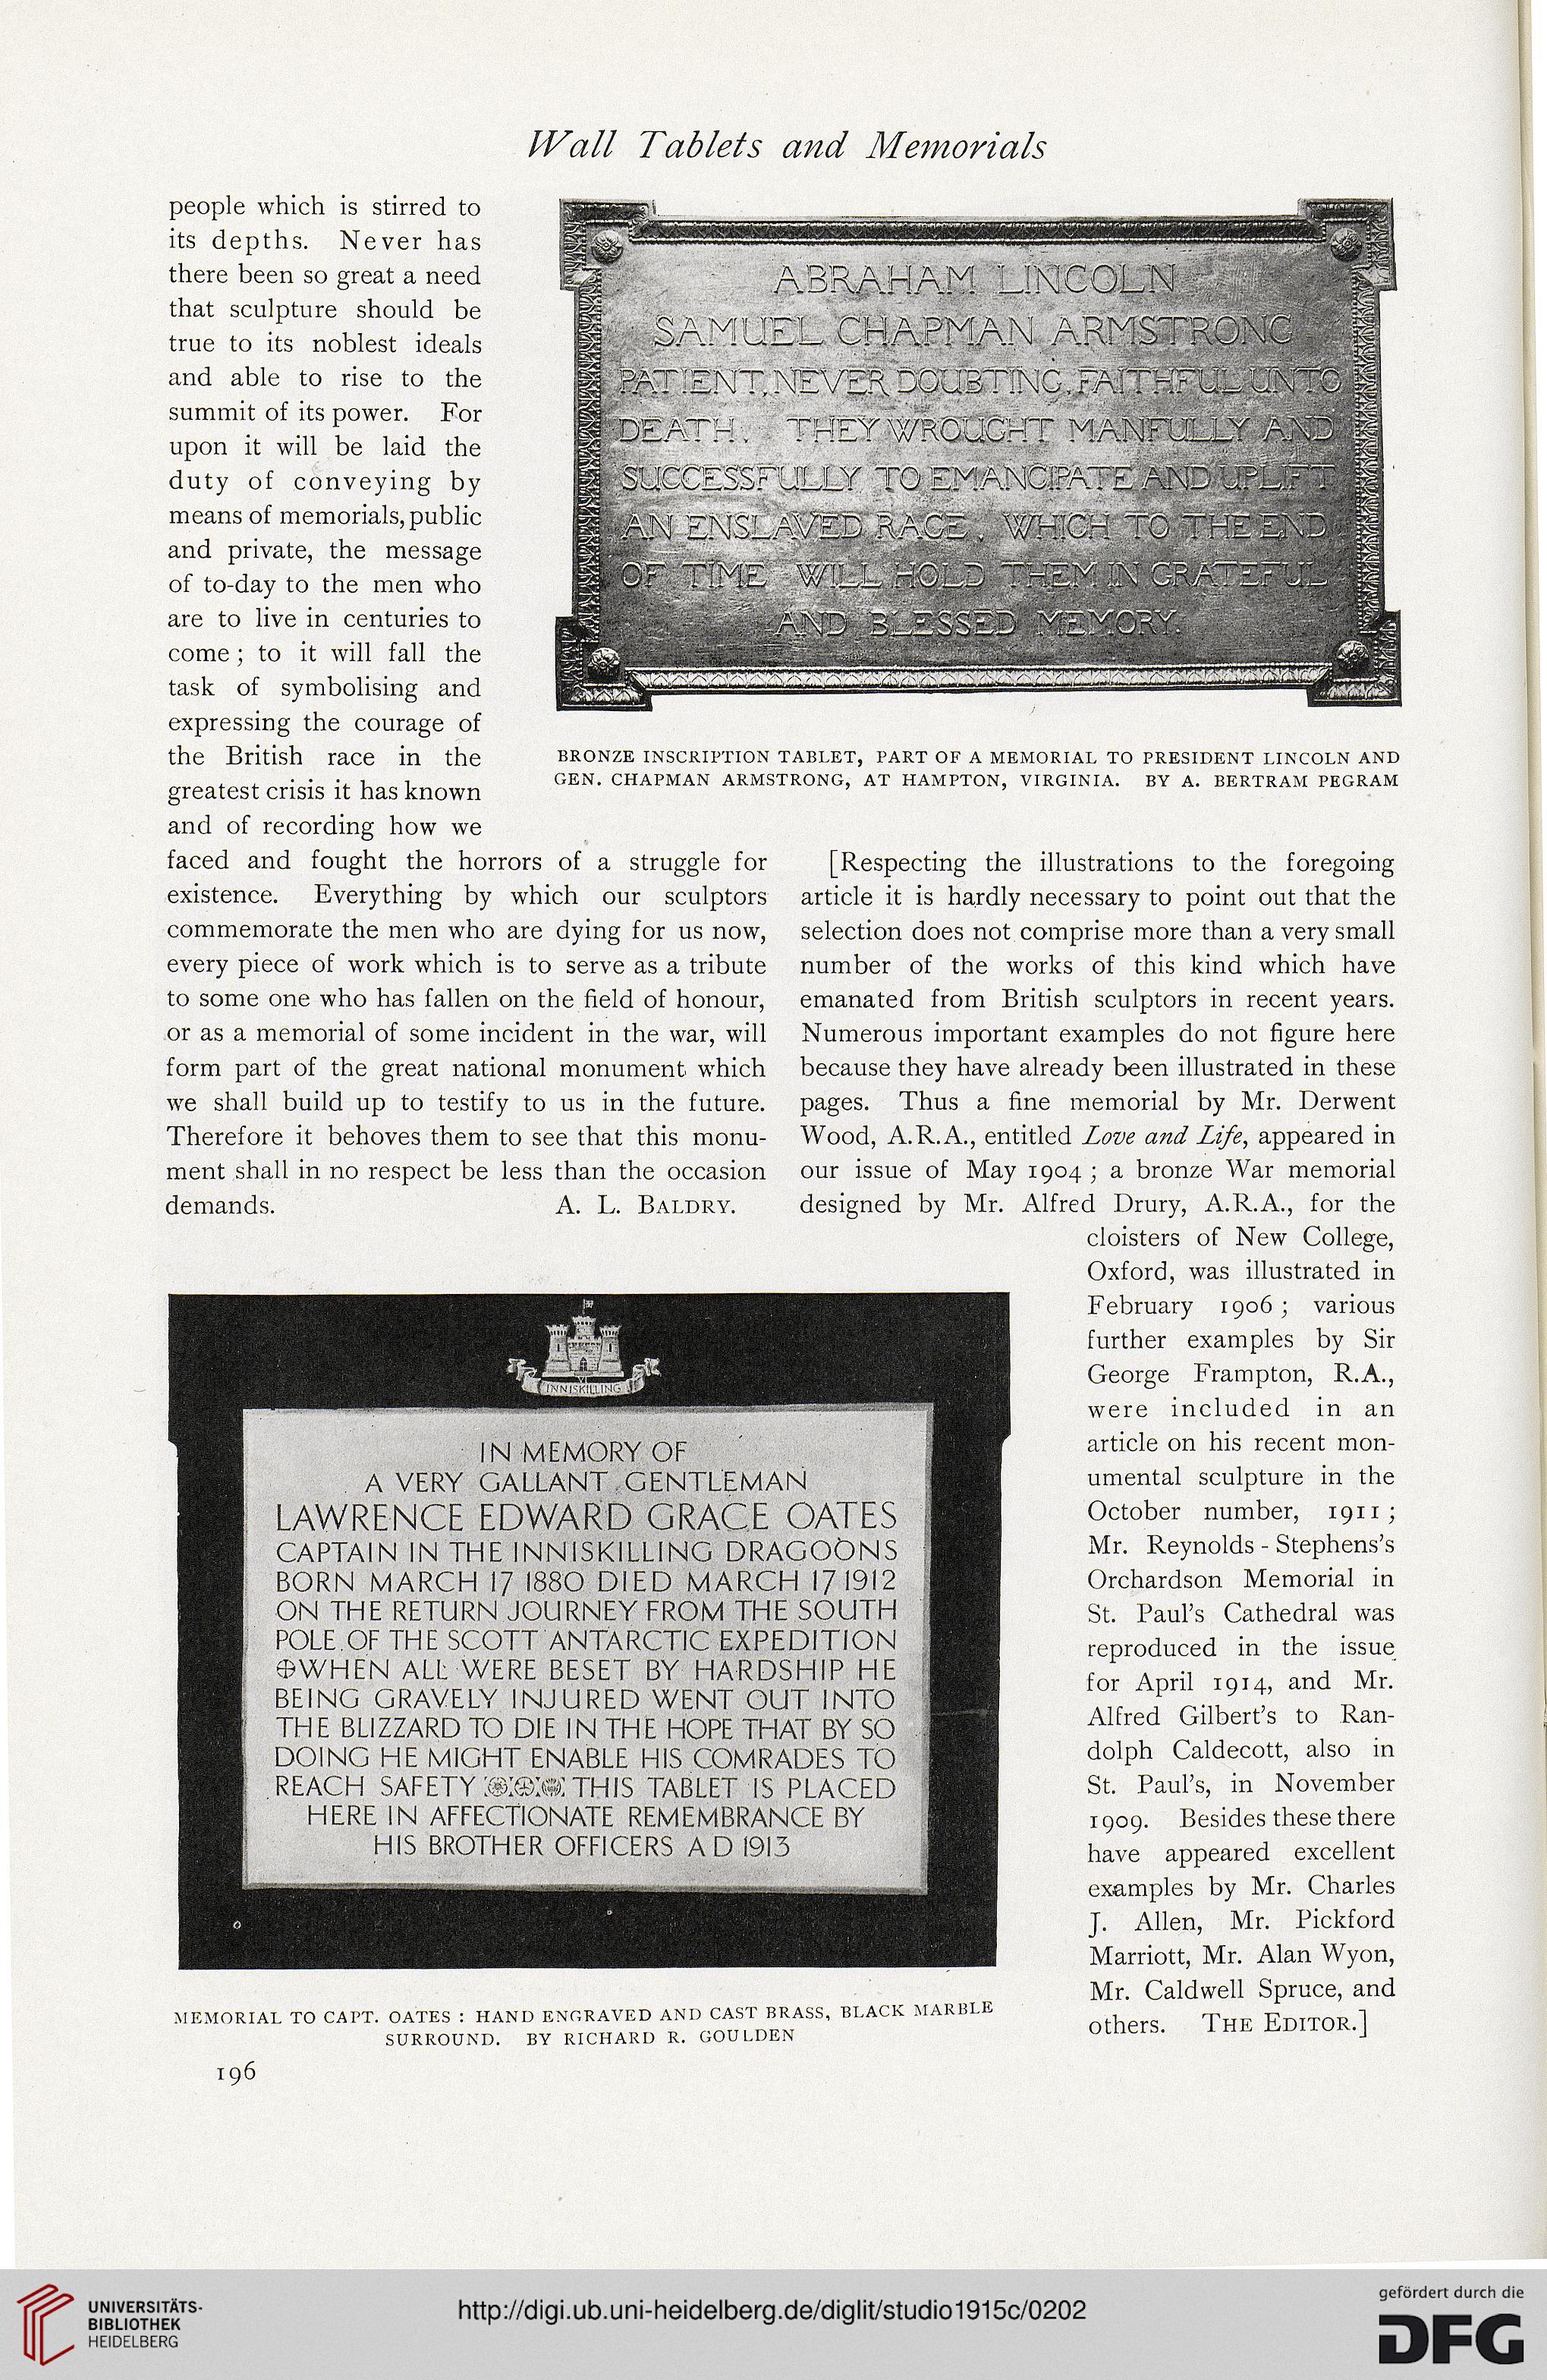 Wall Tablets and Memorials
people which is stirred to
its depths. Never has
there been so great a need
that sculpture should be
true to its noblest ideals
and able to rise to the
summit of its power. For
upon it will be laid the
duty of conveying by
means of memorials, public
and private, the message
of to-day to the men who
are to live in centuries to
come; to it will fall the
task of symbolising and
expressing the courage of
the British race in the
greatest crisis it has known
and of recording how we
faced and fought the horrors of a struggle for
existence. Everything by which our sculptors
commemorate the men who are dying for us now,
every piece of work which is to serve as a tribute
to some one who has fallen on the field of honour,
or as a memorial of some incident in the war, will
form part of the great national monument which
we shall build up to testify to us in the future.
Therefore it behoves them to see that this monu-
ment shall in no respect be less than the occasion
demands. A. L. BALDRY.
ABRAHAM LINCOLN
SAMUEL CHAPMAN ARMSTRONG
PATIENT, NEVER DOUBTING, FAITHFUL UNTO
DEATH. THEY WROUGHT MANFULLY AND
SUCCESSFULLY TO EMANCIPATE AND UPLIFT
AN ENSLAVED RACE, WHICH TO THE END
OF TIME WILL HOLD THEM IN GRATEFUL
AND BLESSED MEMORY.
BRONZE INSCRIPTION TABLET, PART OF A MEMORIAL TO PRESIDENT LINCOLN AND
GEN. CHAPMAN ARMSTRONG, AT HAMPTON, VIRGINIA. BY A. BERTRAM PEGRAM
[Respecting the illustrations to the foregoing
article it is hardly necessary to point out that the
selection does not comprise more than a very small
number of the works of this kind which have
emanated from British sculptors in recent years.
Numerous important examples do not figure here
because they have already been illustrated in these
pages. Thus a fine memorial by Mr. Derwent
Wood, A.R.A., entitled Love and Life, appeared in
our issue of May 1904; a bronze War memorial
designed by Mr. Alfred Drury, A.R.A., for the
cloisters of New College,
Oxford, was illustrated in
February 1906; various
further examples by Sir
George Frampton, R.A.,
were included in an
article on his recent mon-
umental sculpture in the
October number, 1911;
Mr. Reynolds-Stephens's
Orchardson Memorial in
St. Paul's Cathedral was
reproduced in the issue
for April 1914, and Mr.
Alfred Gilbert's to Ran-
dolph Caldecott, also in
St. Paul's, in November
1909. Besides these there
have appeared excellent
examples by Mr. Charles
J. Allen, Mr. Pickford
Marriott, Mr. Alan Wyon,
Mr. Caldwell Spruce, and
others. THE EDITOR.]
INNISKILLING
IN MEMORY OF
A VERY GALLANT GENTLEMAN
LAWRENCE EDWARD GRACE OATES
CAPTAIN IN THE INNISKILLING DRAGOONS
BORN MARCH 17 1880 DIED MARCH 17 1912
ON THE RETURN JOURNEY FROM THE SOUTH
POLE OF THE SCOTT ANTARCTIC EXPEDITION
WHEN ALL WERE BESET BY HARDSHIP HE
BEING GRAVELY INJURED WENT OUT INTO
THE BLIZZARD TO DIE IN THE HOPE THAT BY SO
DOING HE MIGHT ENABLE HIS COMRADES TO
REACH SAFETY THIS TABLET IS PLACED
HERE IN AFFECTIONATE REMEMBRANCE BY
HIS BROTHER OFFICERS A D 1913
MEMORIAL TO CAPT. OATES : HAND ENGRAVED AND CAST BRASS, BLACK MARBLE
SURROUND. BY RICHARD R. GOULDEN
196
UNIVERSITÄTS-
BIBLIOTHEK
HEIDELBERG
http://digi.ub.uni-heidelberg.de/diglit/studio1915c/0202
gefördert durch die
DFG